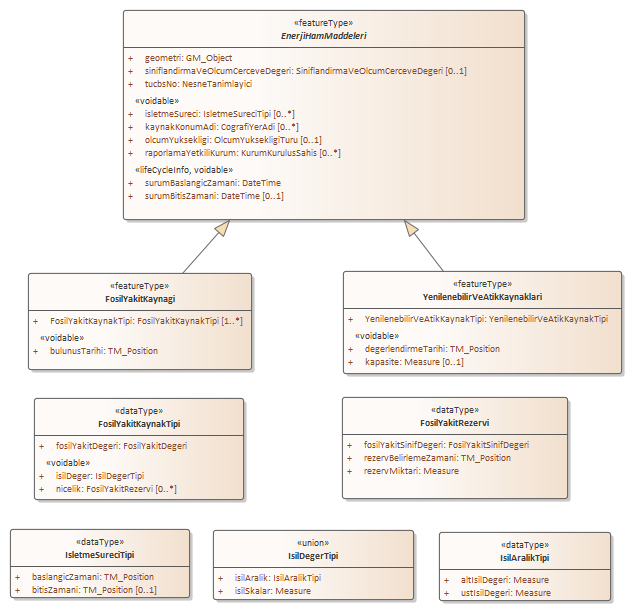 «featureType»
EnerjiHamMaddeleri
+ geometri: GM_Object
+ siniflandirmaVeOlcumCerceveDegeri: SiniflandirmaVeOlcumCerceveDegeri [0..1]
+ tucbsNo: NesneTanimlayici
«voidable»
+ isletmeSureci: IsletmeSureciTipi [0..*]
+ kaynakKonumAdi: CografiYerAdi [0..*]
+ olcumYuksekligi: OlcumYuksekligiTuru [0..1]
+ raporlamaYetkiliKurum: KurumKurulusSahis [0..*]
«lifeCycleInfo, voidable»
+ surumBaslangicZamani: DateTime
+ surumBitisZamani: DateTime [0..1]
«featureType»
FosilYakitKaynagi
+ FosilYakitKaynakTipi: FosilYakitKaynakTipi [1..*]
«voidable»
+ bulunusTarihi: TM_Position
«featureType»
YenilenebilirVeAtikKaynaklari
+ YenilenebilirVeAtikKaynakTipi: YenilenebilirVeAtikKaynakTipi
«voidable»
+ degerlendirmeTarihi: TM_Position
+ kapasite: Measure [0..1]
«dataType»
FosilYakitKaynakTipi
+ fosilYakitDegeri: FosilYakitDegeri
«voidable»
+ isilDeger: IsilDegerTipi
+ nicelik: FosilYakitRezervi [0..*]
«dataType»
FosilYakitRezervi
+ fosilYakitSinifDegeri: FosilYakitSinifDegeri
+ rezervBelirlemeZamani: TM_Position
+ rezervMiktari: Measure
«dataType»
IsletmeSureciTipi
+ baslangicZamani: TM_Position
+ bitisZamani: TM_Position [0..1]
«union»
IsilDegerTipi
+ isilAralik: IsilAralikTipi
+ isilSkalar: Measure
«dataType»
IsilAralikTipi
+ altIsilDegeri: Measure
+ ustIsilDegeri: Measure